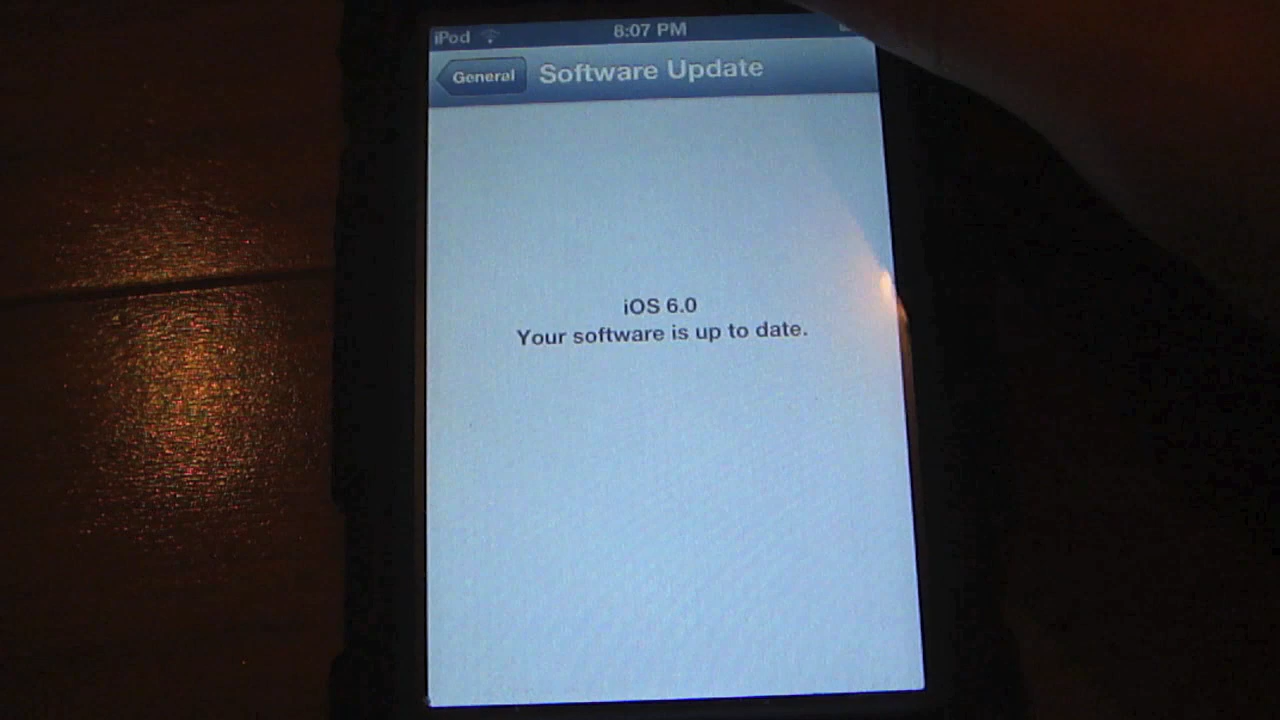 iPod 8:07 PM
General Software Update
iOS 6.0
Your software is up to date.